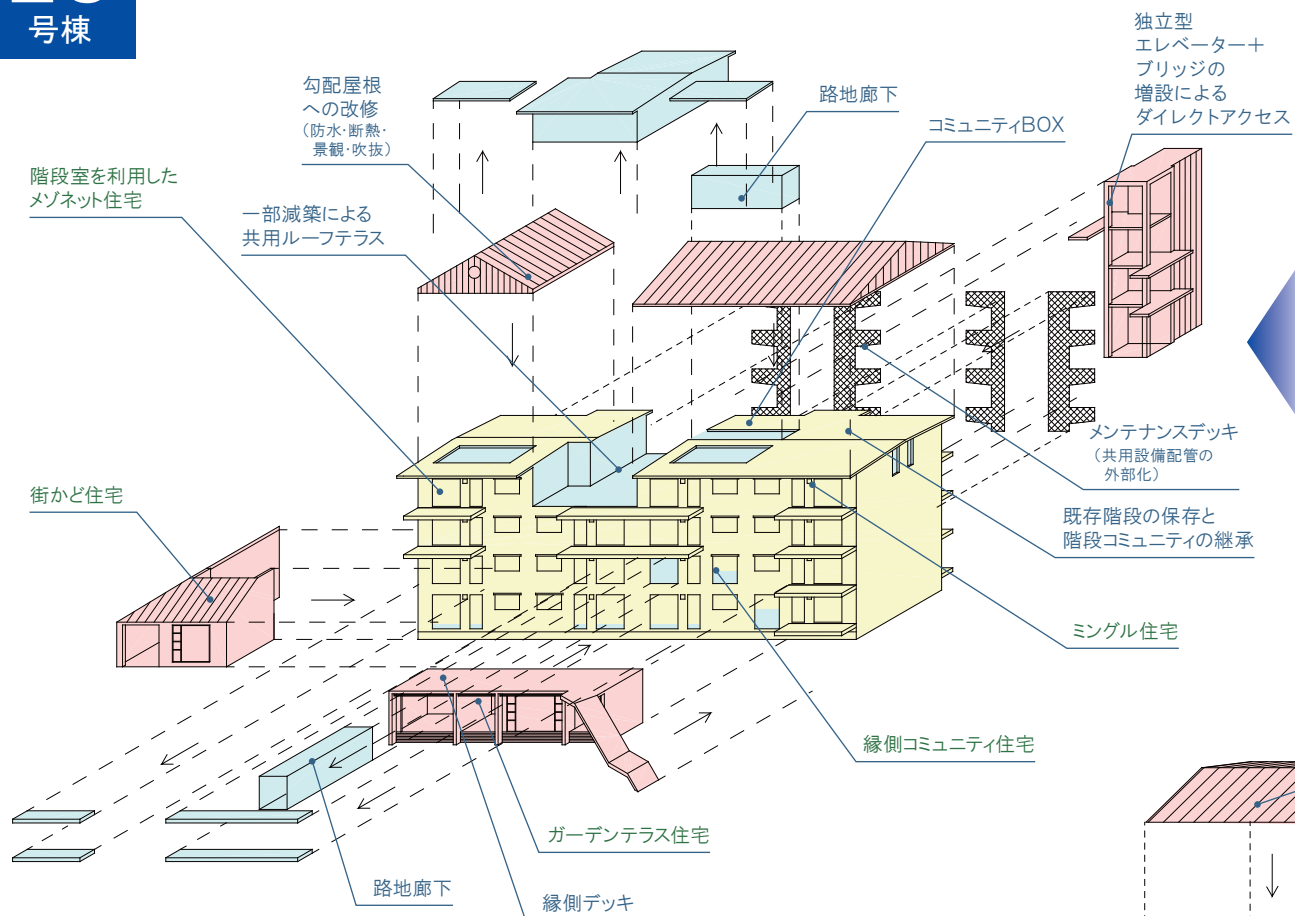 号棟
独立型
エレベーター＋
ブリッジの
増設による
ダイレクトアクセス
勾配屋根
への改修
（防水・断熱・
景観・吹抜）
路地廊下
コミュニティBOX
階段室を利用した
メゾネット住宅
一部減築による
共用ルーフテラス
メンテナンスデッキ
（共用設備配管の
外部化）
街かど住宅
既存階段の保存と
階段コミュニティの継承
ミングル住宅
縁側コミュニティ住宅
ガーデンテラス住宅
路地廊下
縁側デッキ